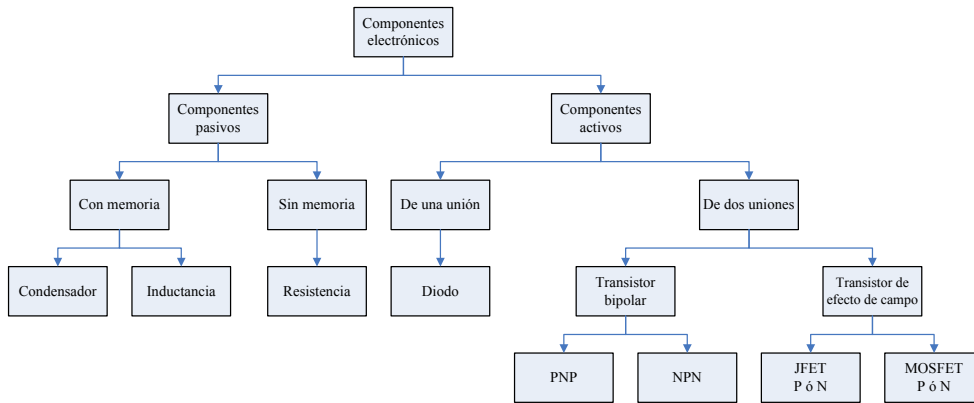 Componentes
electrónicos
Componentes
pasivos
Componentes
activos
Con memoria
Sin memoria
De una unión
De dos uniones
Condensador
Inductancia
Resistencia
Diodo
Transistor
bipolar
Transistor de
efecto de campo
PNP
NPN
JFET
P ó N
MOSFET
P ó N